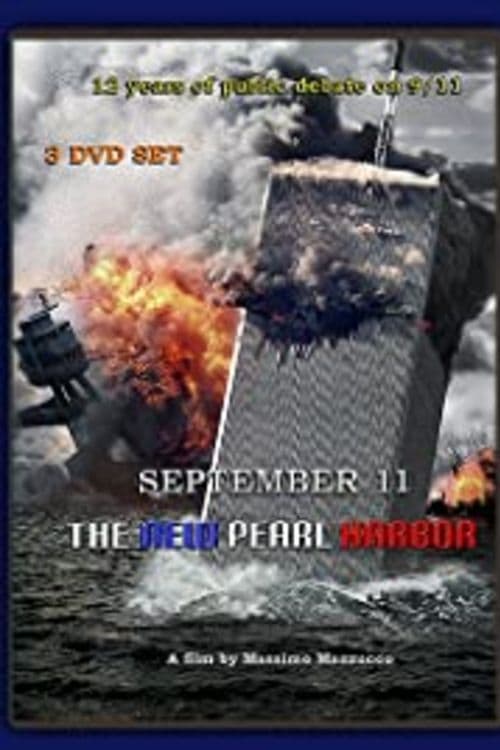 12 years of public debate on 9/11
3 DVD SET
SEPTEMBER 11
THE NEW PEARL HARBOR
A film by Massimo Mazzucco